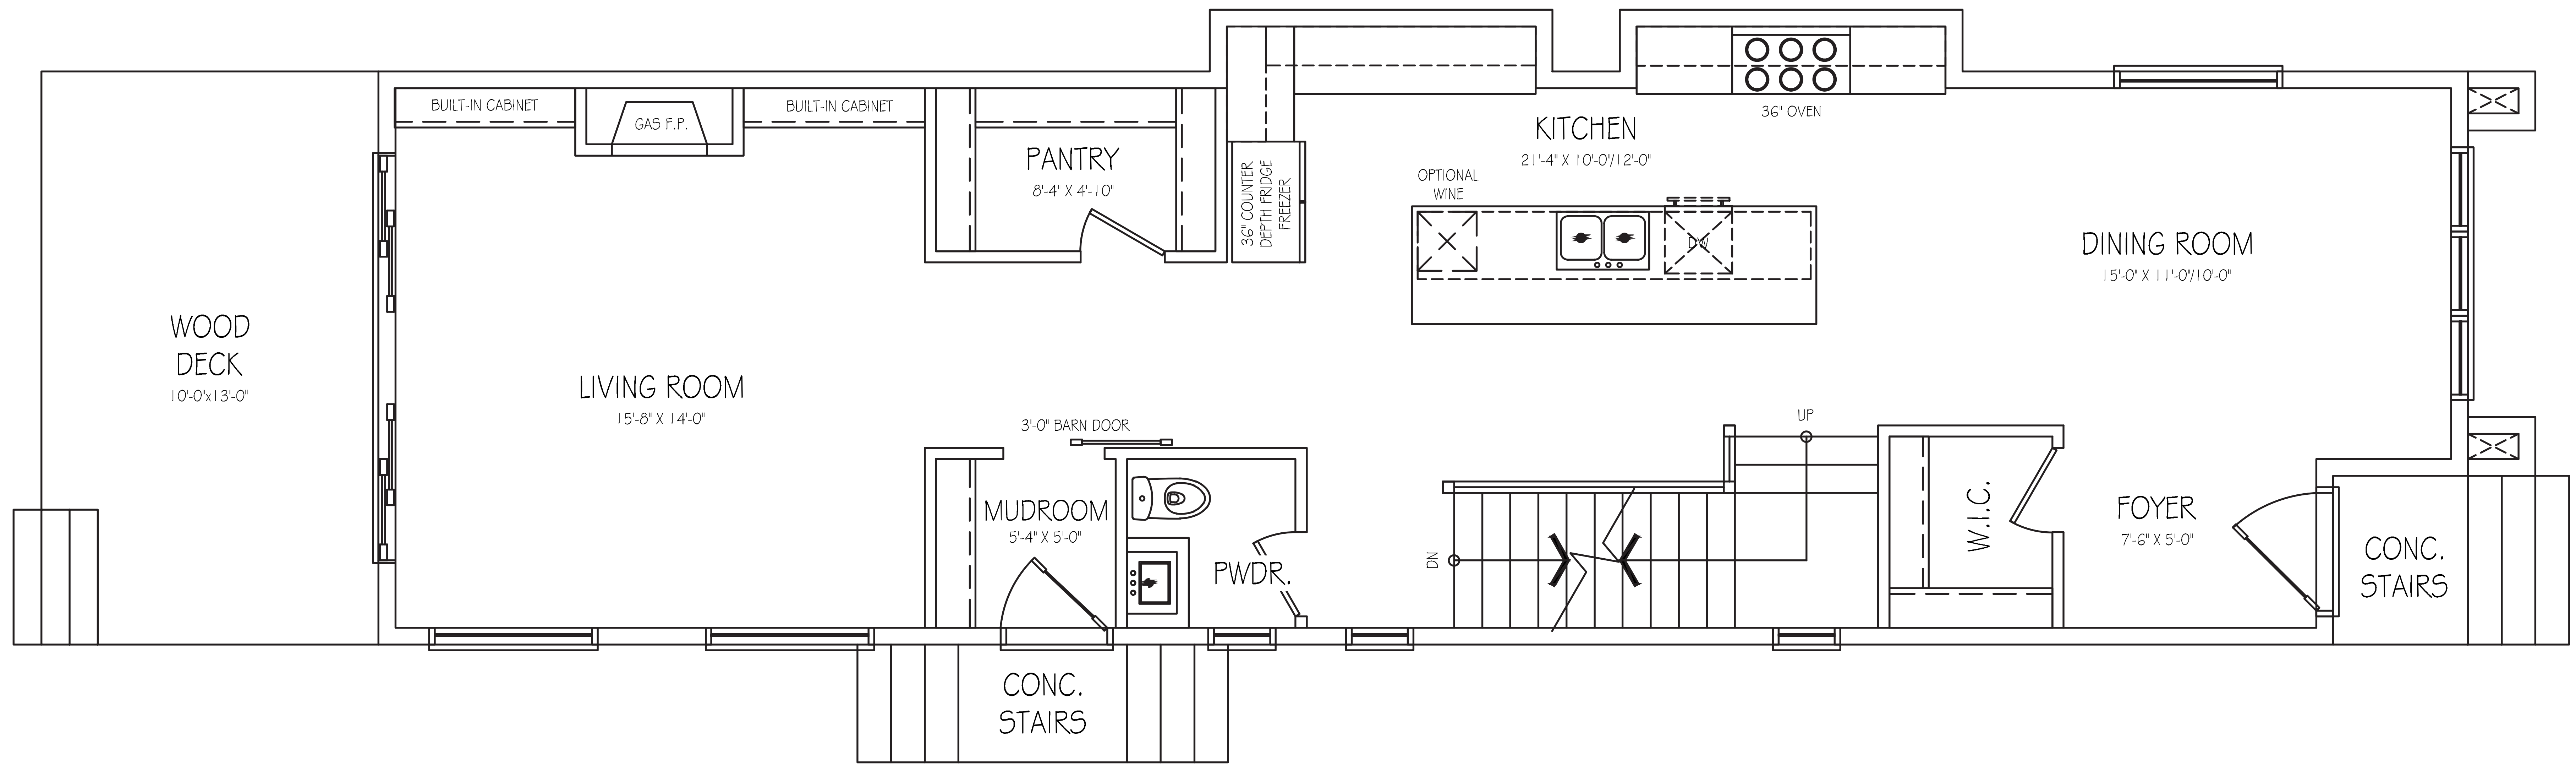 BUILT-IN CABINET
GAS F.P.
BUILT-IN CABINET
PANTRY
8'-4" X 4'-10"
36" COUNTER
DEPTH FRIDGE
FREEZER
KITCHEN
21'-4" X 10'-0"/12'-0"
36" OVEN
OPTIONAL
WINE
DW
DINING ROOM
15'-0" X 11'-0"/10'-0"
WOOD
DECK
10'-0"x13'-0"
LIVING ROOM
15'-8" X 14'-0"
3'-0" BARN DOOR
MUDROOM
5'-4" X 5'-0"
PWDR.
DN
UP
W.I.C.
FOYER
7'-6" X 5'-0"
CONC.
STAIRS
CONC.
STAIRS